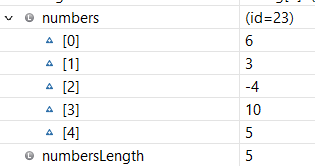 numbers (id=23)
[0] 6
[1] 3
[2] -4
[3] 10
[4] 5
numbersLength 5